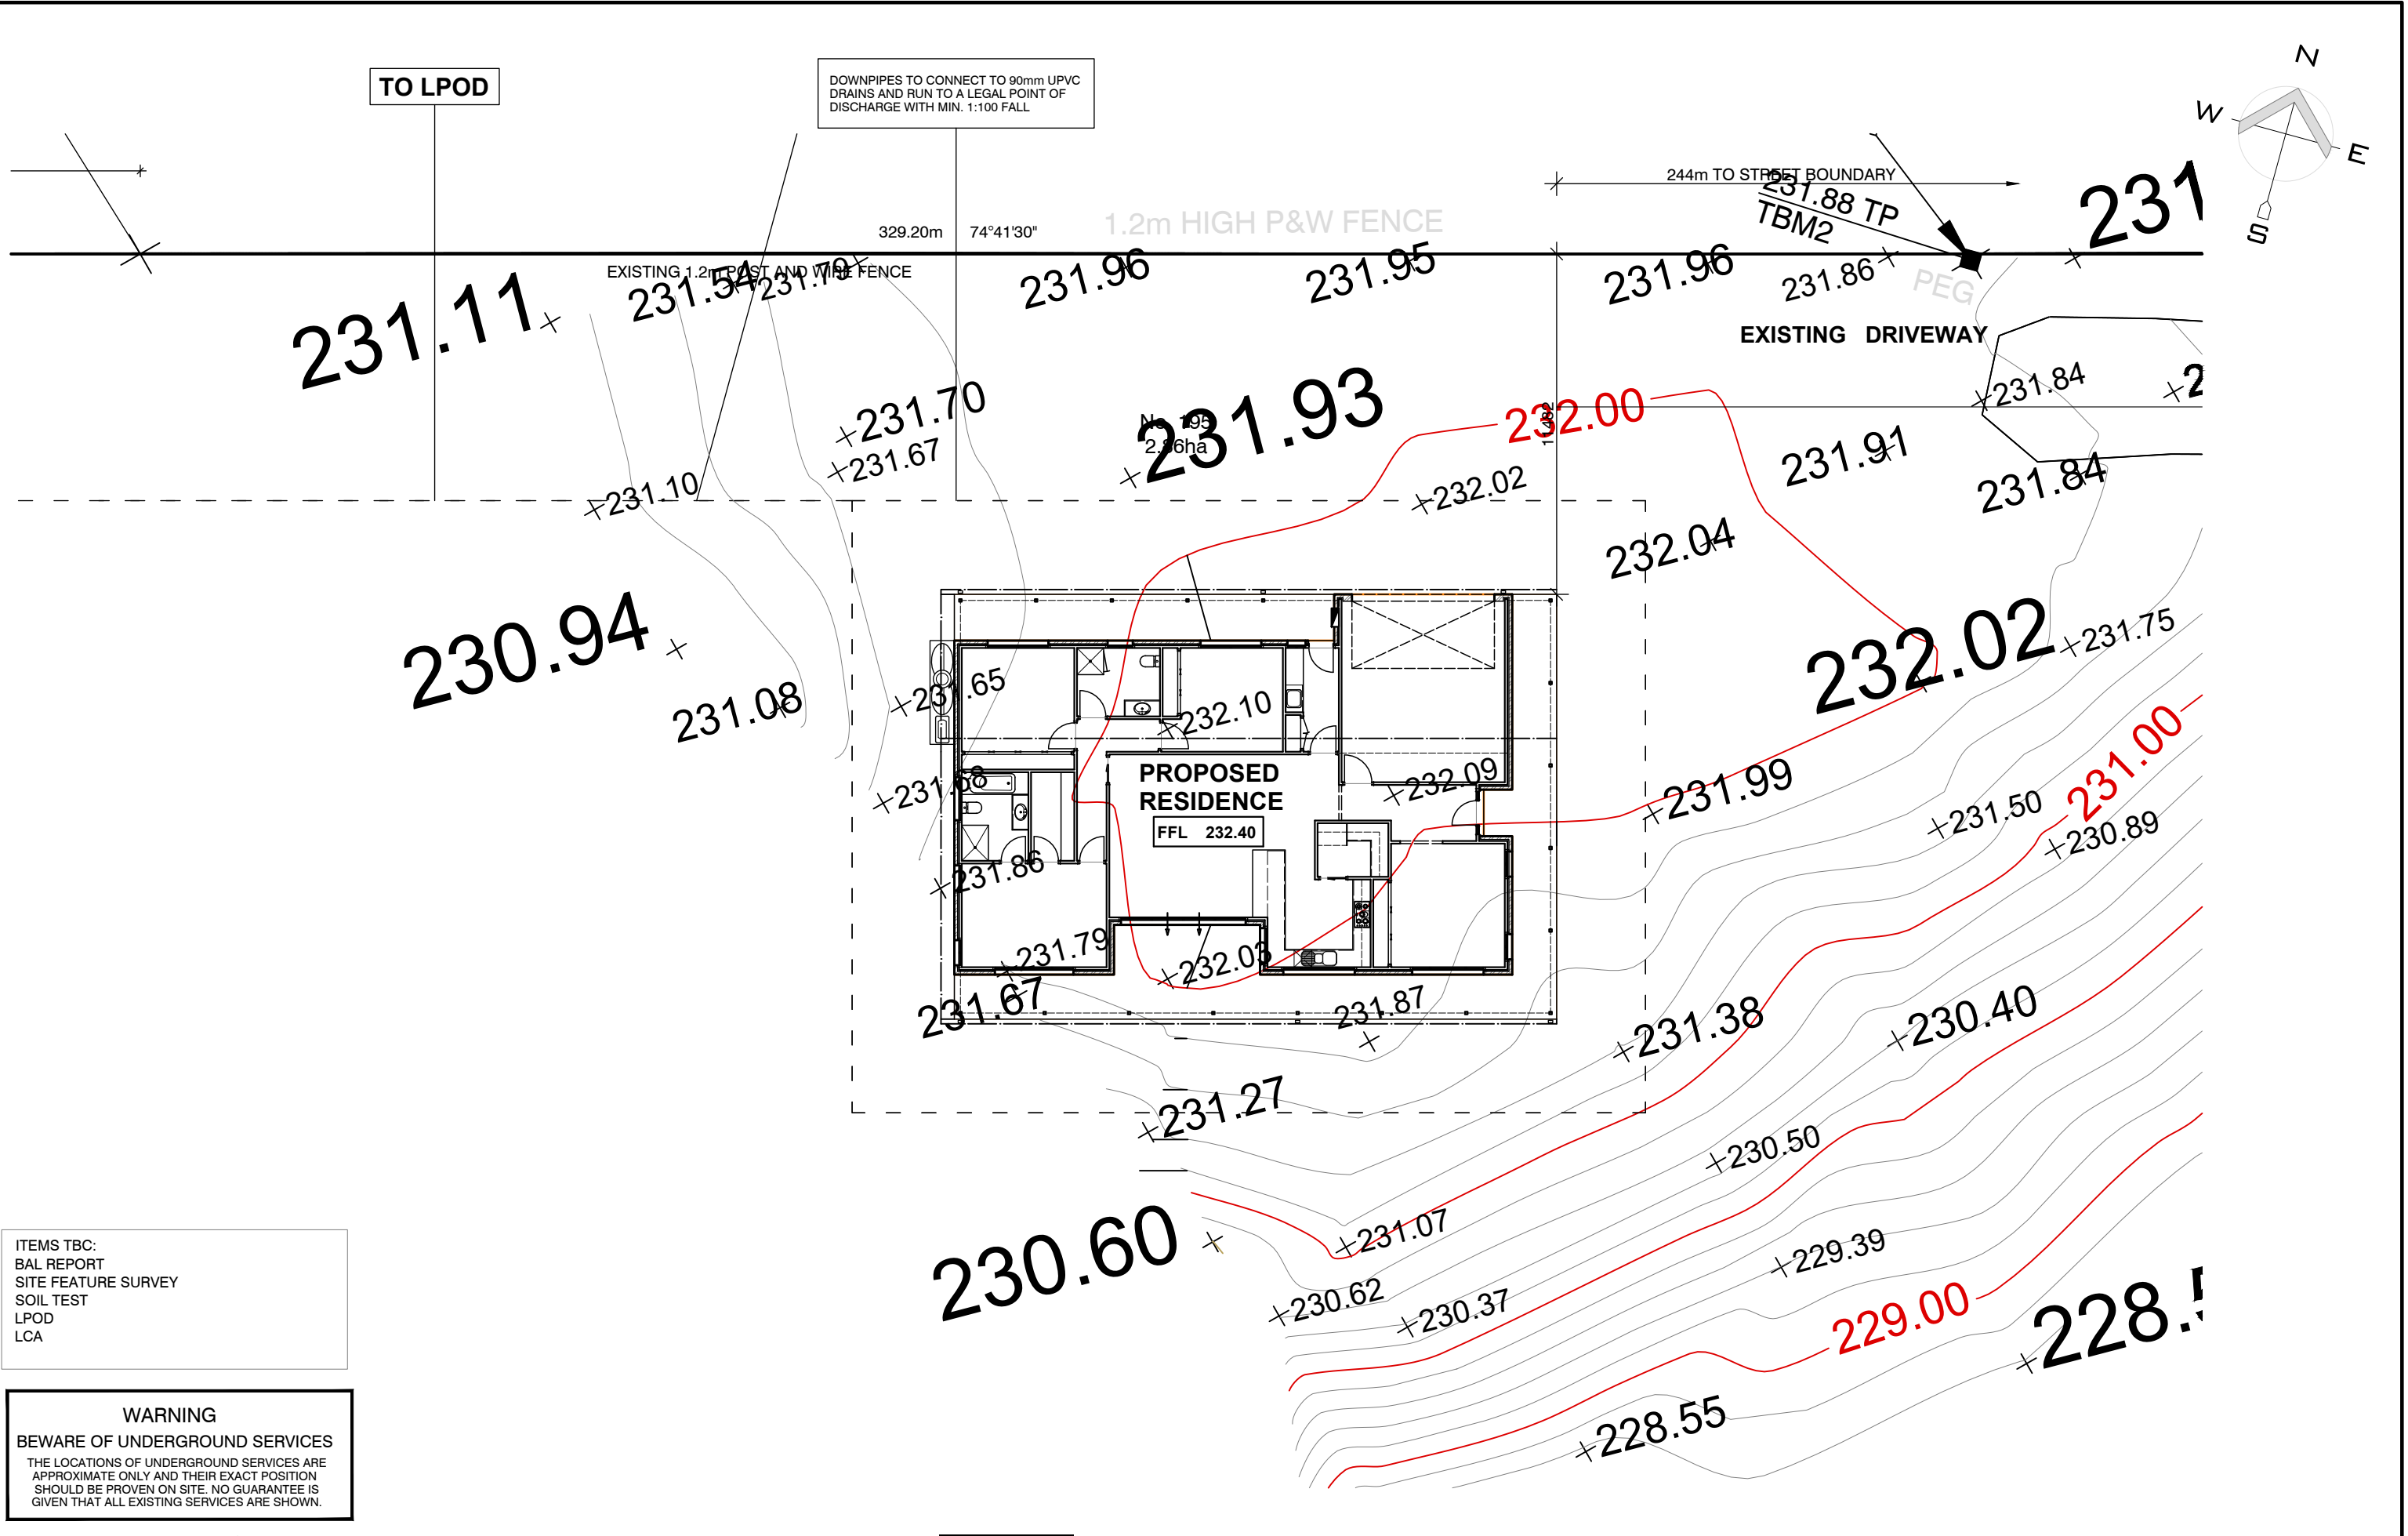 N
W
E
S
TO LPOD
DOWNPIPES TO CONNECT TO 90mm UPVC
DRAINS AND RUN TO A LEGAL POINT OF
DISCHARGE WITH MIN. 1:100 FALL
244m TO STREET BOUNDARY
231.88 TP
TBM2
231
1.2m HIGH P&W FENCE
329.20m 74°41'30"
EXISTING 1.2m POST AND WIRE FENCE
231.11
231.54
231.79
231.96
231.95
231.96
231.86
PEG
EXISTING DRIVEWAY
231.84
2
231.70
231.67
No. 195
2.86ha
231.93
232.00
11482
231.91
231.84
231.10
232.02
232.04
230.94
231.08
231.65
232.10
232.02
231.75
231.00
PROPOSED
RESIDENCE
FFL 232.40
231.68
232.09
231.99
231.50
230.89
231.86
231.79
232.03
231.67
231.87
231.38
230.40
231.27
230.50
230.60
231.07
229.39
230.62
230.37
229.00
228.5
228.55
ITEMS TBC:
BAL REPORT
SITE FEATURE SURVEY
SOIL TEST
LPOD
LCA
WARNING
BEWARE OF UNDERGROUND SERVICES
THE LOCATIONS OF UNDERGROUND SERVICES ARE
APPROXIMATE ONLY AND THEIR EXACT POSITION
SHOULD BE PROVEN ON SITE. NO GUARANTEE IS
GIVEN THAT ALL EXISTING SERVICES ARE SHOWN.